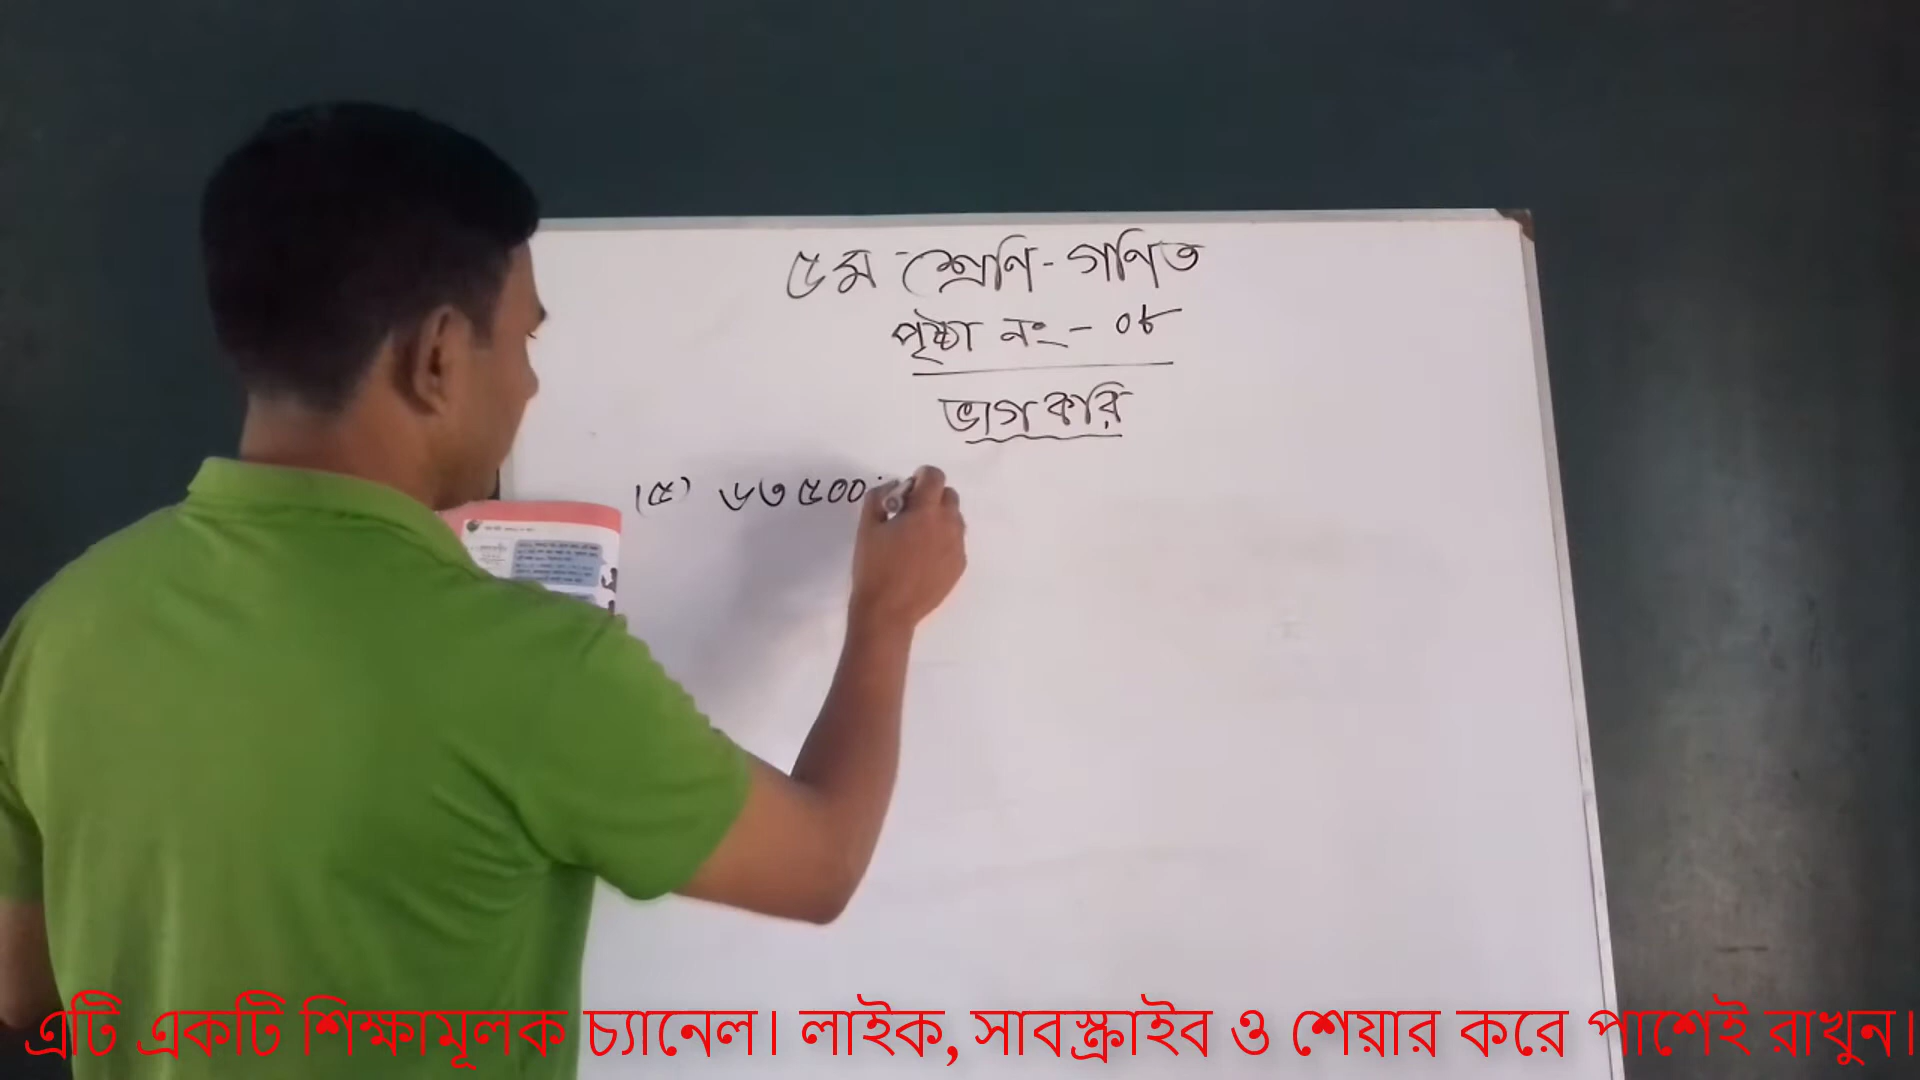 ৫ম শ্রেণি - গণিত
পৃষ্ঠা নং - ০৮
ভাগ করি
(৫) ৬৩৫০০
এটি একটি শিক্ষামূলক চ্যানেল। লাইক, সাবস্ক্রাইব ও শেয়ার করে পাশেই রাখুন।